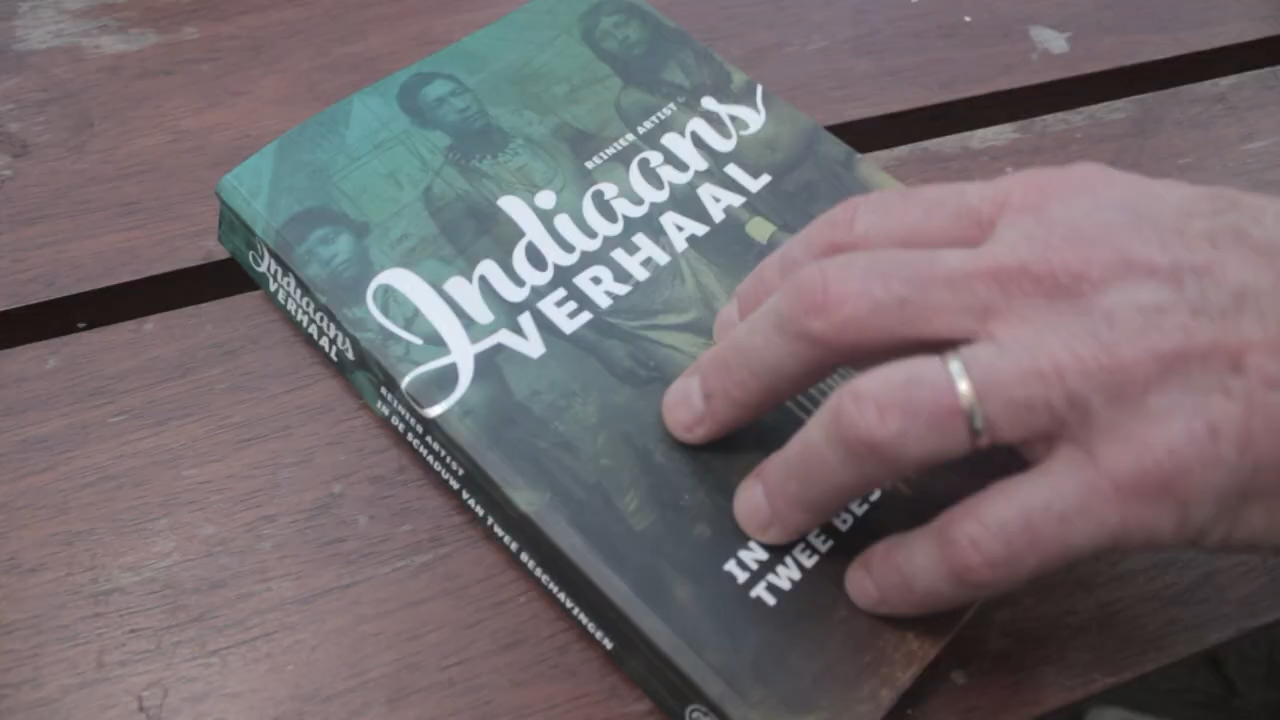 REINIER ARTIST
Indiaans
VERHAAL
IN
TWEE BES
Indiaans
VERHAAL
REINIER ARTIST
IN DE SCHADUW VAN TWEE BESCHAVINGEN